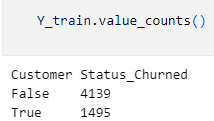 Y_train.value_counts()
Customer Status_Churned
False    4139
True     1495